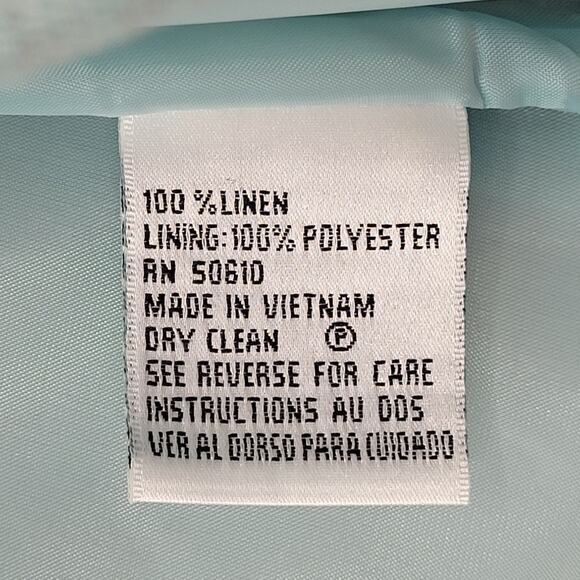 100 % LINEN
LINING: 100% POLYESTER
RN 50610
MADE IN VIETNAM
DRY CLEAN Ⓟ
SEE REVERSE FOR CARE
INSTRUCTIONS AU DOS
VER AL DORSO PARA CUIDADO